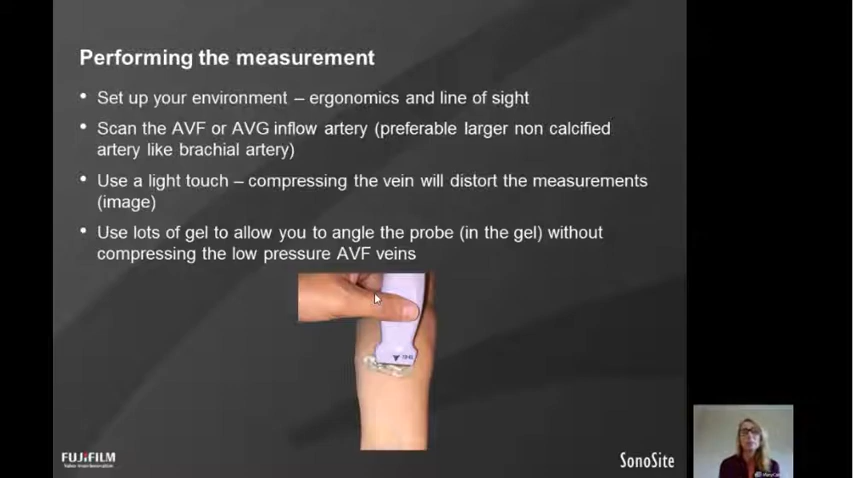 Performing the measurement
• Set up your environment – ergonomics and line of sight
• Scan the AVF or AVG inflow artery (preferable larger non calcified
artery like brachial artery)
• Use a light touch – compressing the vein will distort the measurements
(image)
• Use lots of gel to allow you to angle the probe (in the gel) without
compressing the low pressure AVF veins
FUJIFILM
Value from Innovation
SonoSite